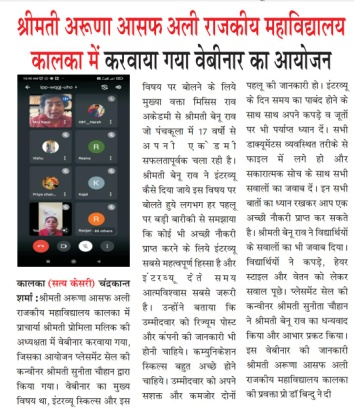 श्रीमती अरूणा आसफ अली राजकीय महाविद्यालय
कालका में करवाया गया वेबीनार का आयोजन
कालका (सत्य केसरी) चंद्रकान्त
शर्मा : श्रीमती अरूणा आसफ अली
राजकीय महाविद्यालय कालका में
प्राचार्या श्रीमती प्रोमिला मलिक की
अध्यक्षता में वेबीनार करवाया गया,
जिसका आयोजन प्लेसमेंट सेल की
कन्वीनर श्रीमती सुनीता चौहान द्वारा
किया गया। वेबीनार का मुख्य
विषय था, इंटरव्यू स्किल्स और इस
विषय पर बोलने के लिये
मुख्या वक्ता मिसिस राव
अकेडमी से श्रीमती बेनू राव
जो पंचकूला में 17 वर्षो से
अपनी एकेडमी
सफलतापूर्वक चला रही है।
श्रीमती बेनू राव ने इंटरव्यू
कैसे दिया जाये इस विषय पर
बोलते हुये लगभग हर पहलू
पर बड़ी बारीकी से समझाया
कि कोई भी अच्छी नौकरी
प्राप्त करने के लिये इंटरव्यू
सबसे महत्वपूर्ण हिस्सा है और
इंटरव्यू देते समय
आत्मविश्वास सबसे जरूरी
है। उन्होंने बताया कि
उम्मीदवार को रिज्यूम पोस्ट
और कंपनी की जानकारी भी
होनी चाहिये। कम्युनिकेशन
स्किल्स बहुत अच्छे होने
चाहिये। उम्मीदवार को अपने
सशक्त और कमजोर दोनों
पहलू की जानकारी हो। इंटरव्यू
के दिन समय का पाबंद होने के
साथ साथ अपने कपड़े व जूतों
पर भी पर्याप्त ध्यान दें। सभी
डाक्यूमेंटस व्यवस्थित तरीके से
फाइल में लगे हो और
सकारात्मक सोच के साथ सभी
सवालों का जवाब दें। इन सभी
बातों का ध्यान रखकर आप एक
अच्छी नौकरी प्राप्त कर सकते
है। श्रीमती बेनू राव ने विद्यार्थियों
के सवालों का भी जवाब दिया।
विद्यार्थियों ने कपड़े, हेयर
स्टाइल और वेतन को लेकर
सवाल पूछे। प्लेसमेंट सेल की
कन्वीनर श्रीमती सुनीता चौहान
ने श्रीमती बेनू राव का धन्यवाद
किया और आभार प्रकट किया।
इस वेबीनार की जानकारी
श्रीमती अरूणा आसफ अली
राजकीय महाविद्यालय कालका
की प्रवक्ता प्रो डॉ बिन्दु ने दी